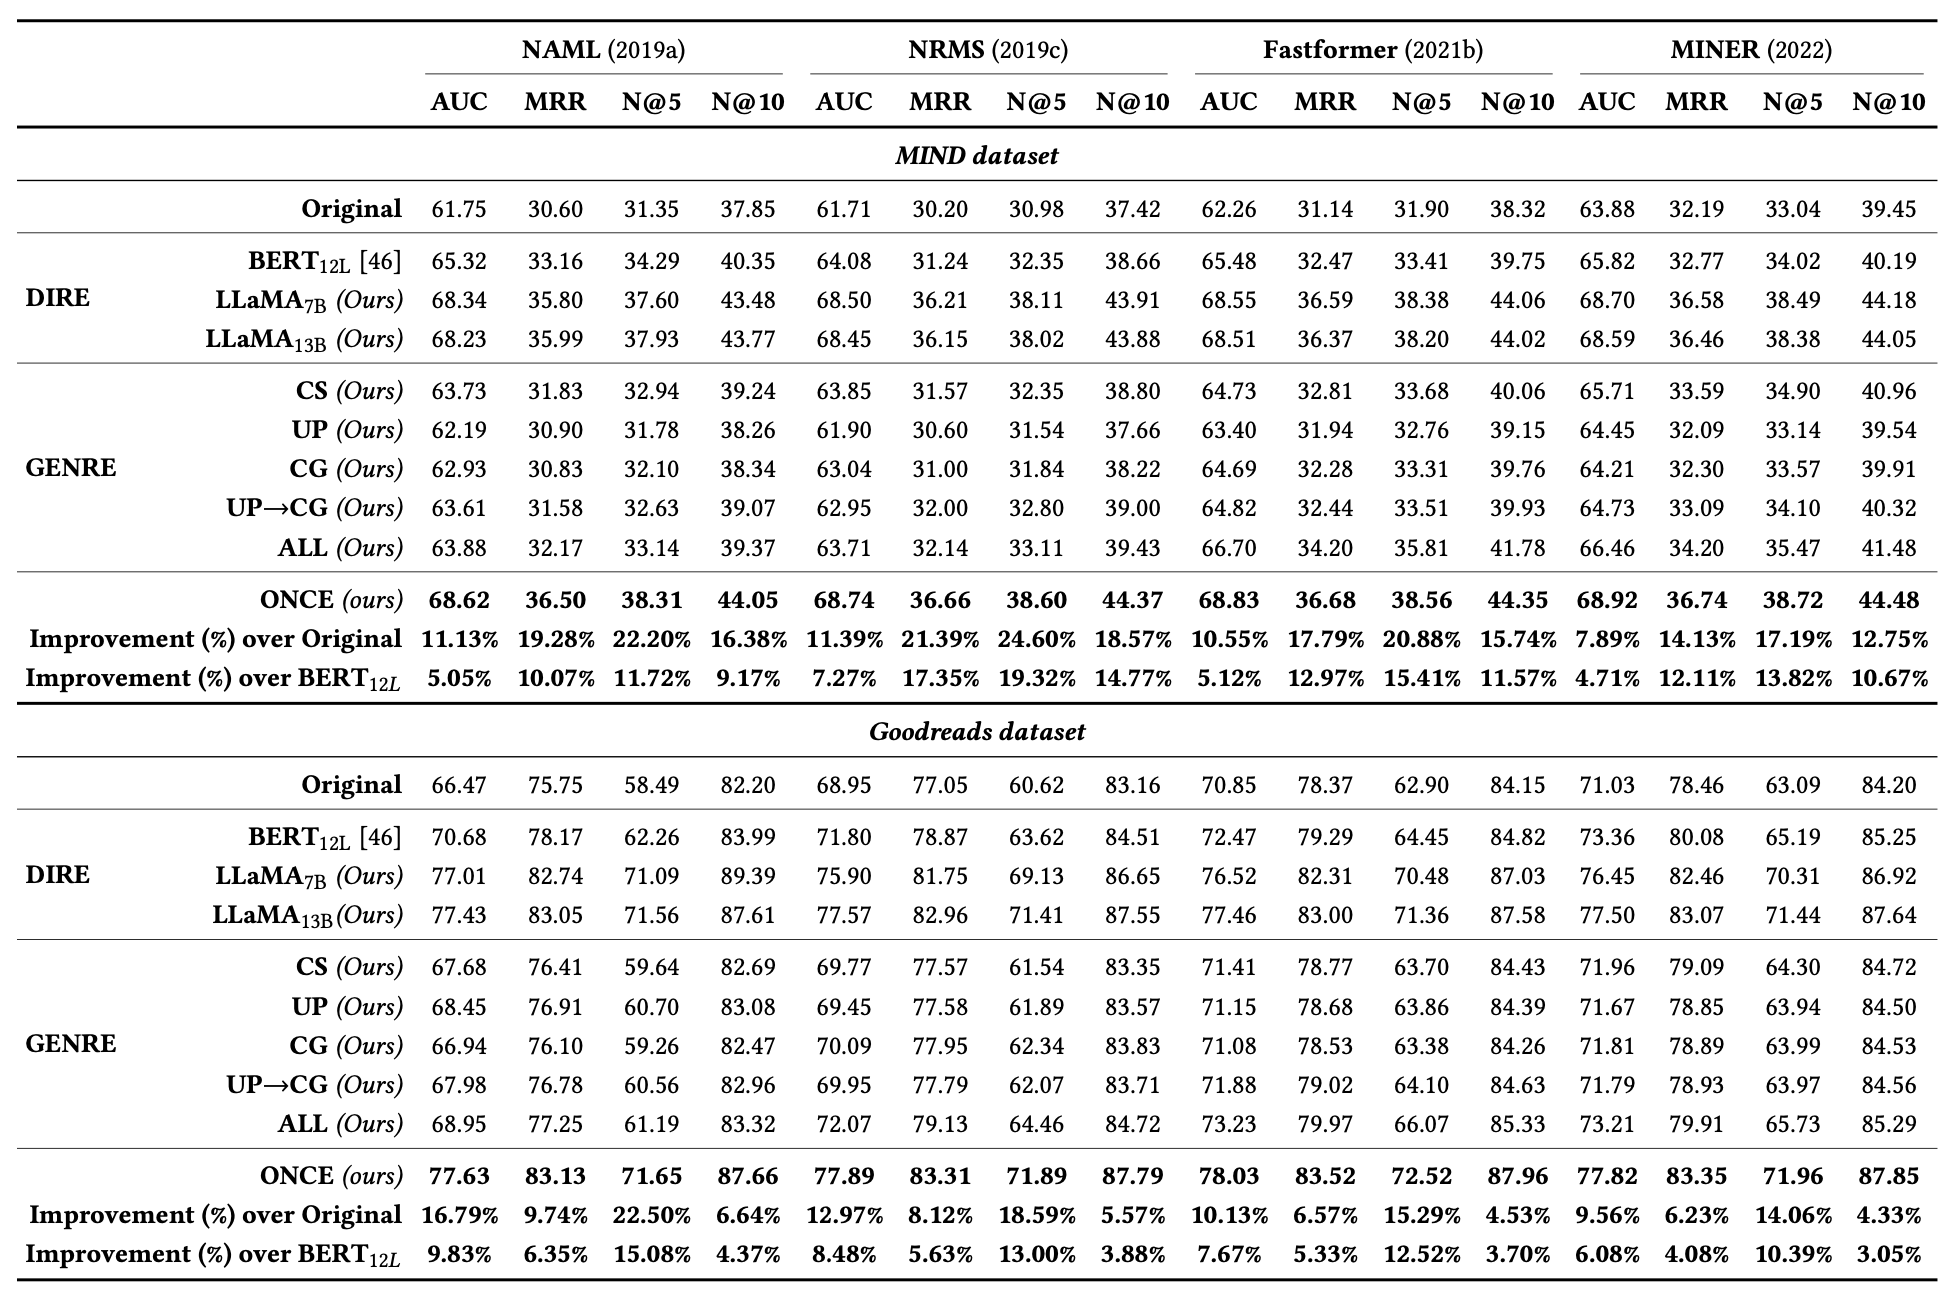 NAML (2019a) NRMS (2019c) Fastformer (2021b) MINER (2022)
AUC MRR N@5 N@10 AUC MRR N@5 N@10 AUC MRR N@5 N@10 AUC MRR N@5 N@10
MIND dataset
Original 61.75 30.60 31.35 37.85 61.71 30.20 30.98 37.42 62.26 31.14 31.90 38.32 63.88 32.19 33.04 39.45
BERT12L [46] 65.32 33.16 34.29 40.35 64.08 31.24 32.35 38.66 65.48 32.47 33.41 39.75 65.82 32.77 34.02 40.19
DIRE LLaMA7B (Ours) 68.34 35.80 37.60 43.48 68.50 36.21 38.11 43.91 68.55 36.59 38.38 44.06 68.70 36.58 38.49 44.18
LLaMA13B (Ours) 68.23 35.99 37.93 43.77 68.45 36.15 38.02 43.88 68.51 36.37 38.20 44.02 68.59 36.46 38.38 44.05
CS (Ours) 63.73 31.83 32.94 39.24 63.85 31.57 32.35 38.80 64.73 32.81 33.68 40.06 65.71 33.59 34.90 40.96
UP (Ours) 62.19 30.90 31.78 38.26 61.90 30.60 31.54 37.66 63.40 31.94 32.76 39.15 64.45 32.09 33.14 39.54
GENRE CG (Ours) 62.93 30.83 32.10 38.34 63.04 31.00 31.84 38.22 64.69 32.28 33.31 39.76 64.21 32.30 33.57 39.91
UP→CG (Ours) 63.61 31.58 32.63 39.07 62.95 32.00 32.80 39.00 64.82 32.44 33.51 39.93 64.73 33.09 34.10 40.32
ALL (Ours) 63.88 32.17 33.14 39.37 63.71 32.14 33.11 39.43 66.70 34.20 35.81 41.78 66.46 34.20 35.47 41.48
ONCE (ours) 68.62 36.50 38.31 44.05 68.74 36.66 38.60 44.37 68.83 36.68 38.56 44.35 68.92 36.74 38.72 44.48
Improvement (%) over Original 11.13% 19.28% 22.20% 16.38% 11.39% 21.39% 24.60% 18.57% 10.55% 17.79% 20.88% 15.74% 7.89% 14.13% 17.19% 12.75%
Improvement (%) over BERT12L 5.05% 10.07% 11.72% 9.17% 7.27% 17.35% 19.32% 14.77% 5.12% 12.97% 15.41% 11.57% 4.71% 12.11% 13.82% 10.67%
Goodreads dataset
Original 66.47 75.75 58.49 82.20 68.95 77.05 60.62 83.16 70.85 78.37 62.90 84.15 71.03 78.46 63.09 84.20
BERT12L [46] 70.68 78.17 62.26 83.99 71.80 78.87 63.62 84.51 72.47 79.29 64.45 84.82 73.36 80.08 65.19 85.25
DIRE LLaMA7B (Ours) 77.01 82.74 71.09 89.39 75.90 81.75 69.13 86.65 76.52 82.31 70.48 87.03 76.45 82.46 70.31 86.92
LLaMA13B (Ours) 77.43 83.05 71.56 87.61 77.57 82.96 71.41 87.55 77.46 83.00 71.36 87.58 77.50 83.07 71.44 87.64
CS (Ours) 67.68 76.41 59.64 82.69 69.77 77.57 61.54 83.35 71.41 78.77 63.70 84.43 71.96 79.09 64.30 84.72
UP (Ours) 68.45 76.91 60.70 83.08 69.45 77.58 61.89 83.57 71.15 78.68 63.86 84.39 71.67 78.85 63.94 84.50
GENRE CG (Ours) 66.94 76.10 59.26 82.47 70.09 77.95 62.34 83.83 71.08 78.53 63.38 84.26 71.81 78.89 63.99 84.53
UP→CG (Ours) 67.98 76.78 60.56 82.96 69.95 77.79 62.07 83.71 71.88 79.02 64.10 84.63 71.79 78.93 63.97 84.56
ALL (Ours) 68.95 77.25 61.19 83.32 72.07 79.13 64.46 84.72 73.23 79.97 66.07 85.33 73.21 79.91 65.73 85.29
ONCE (ours) 77.63 83.13 71.65 87.66 77.89 83.31 71.89 87.79 78.03 83.52 72.52 87.96 77.82 83.35 71.96 87.85
Improvement (%) over Original 16.79% 9.74% 22.50% 6.64% 12.97% 8.12% 18.59% 5.57% 10.13% 6.57% 15.29% 4.53% 9.56% 6.23% 14.06% 4.33%
Improvement (%) over BERT12L 9.83% 6.35% 15.08% 4.37% 8.48% 5.63% 13.00% 3.88% 7.67% 5.33% 12.52% 3.70% 6.08% 4.08% 10.39% 3.05%